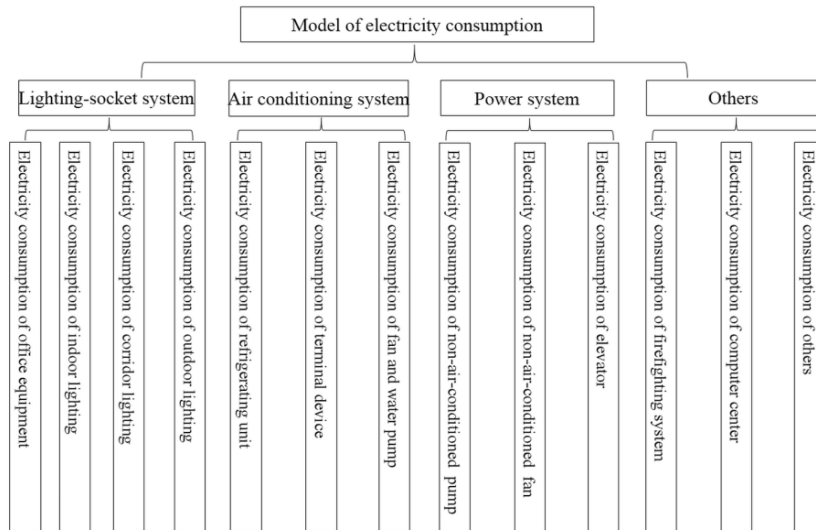 Model of electricity consumption
Lighting-socket system
Air conditioning system
Power system
Others
Electricity consumption of office equipment
Electricity consumption of indoor lighting
Electricity consumption of corridor lighting
Electricity consumption of outdoor lighting
Electricity consumption of refrigerating unit
Electricity consumption of terminal device
Electricity consumption of fan and water pump
Electricity consumption of non-air-conditioned pump
Electricity consumption of non-air-conditioned fan
Electricity consumption of elevator
Electricity consumption of firefighting system
Electricity consumption of computer center
Electricity consumption of others